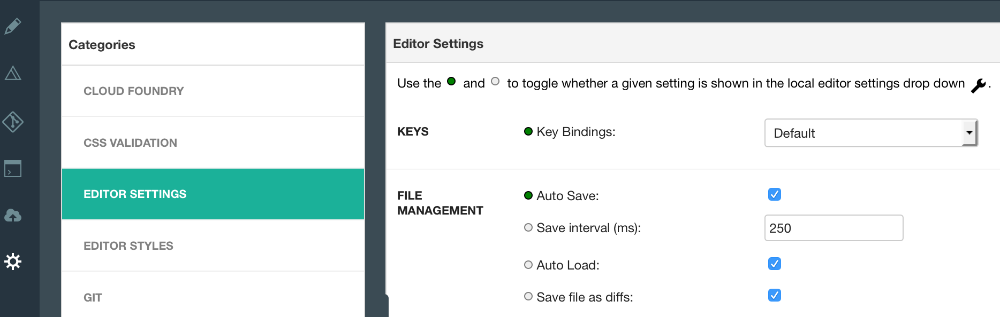 Categories
CLOUD FOUNDRY
CSS VALIDATION
EDITOR SETTINGS
EDITOR STYLES
GIT
Editor Settings
Use the and to toggle whether a given setting is shown in the local editor settings drop down .
KEYS
Key Bindings: Default
FILE
MANAGEMENT
Auto Save:
Save interval (ms): 250
Auto Load:
Save file as diffs: